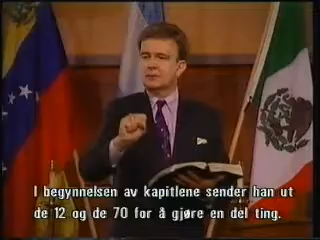 I begynnelsen av kapitlene sender han ut
de 12 og de 70 for å gjøre en del ting.